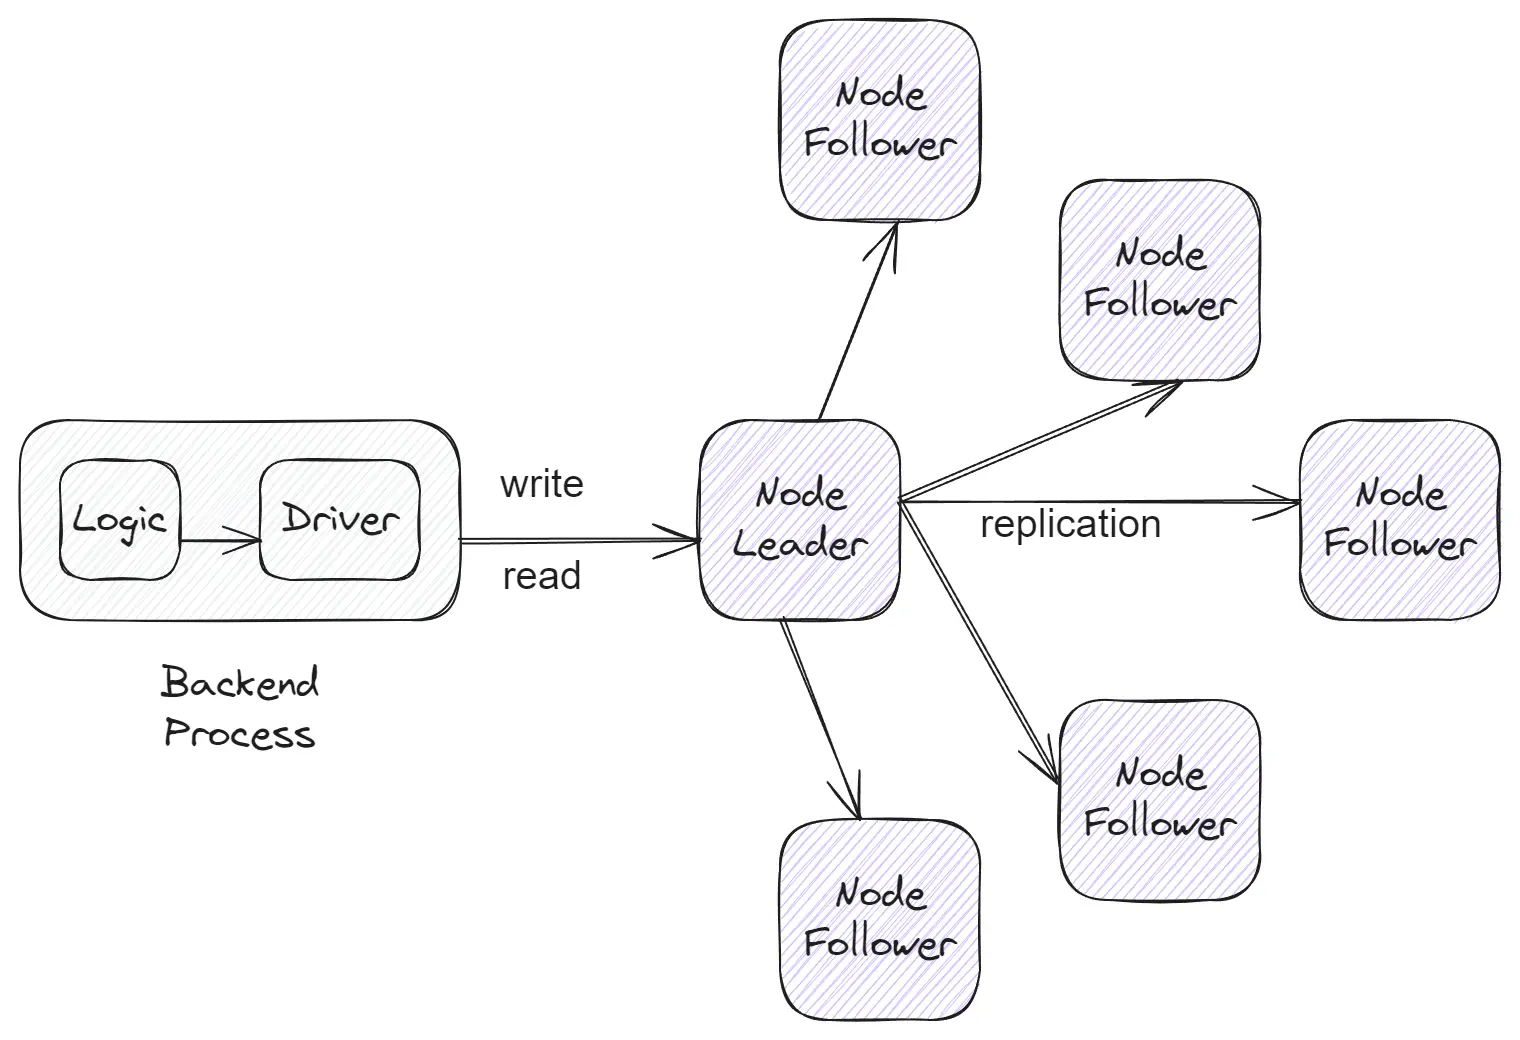 Node
Follower
Node
Follower
Logic
Driver
write
read
Node
Leader
replication
Node
Follower
Backend
Process
Node
Follower
Node
Follower